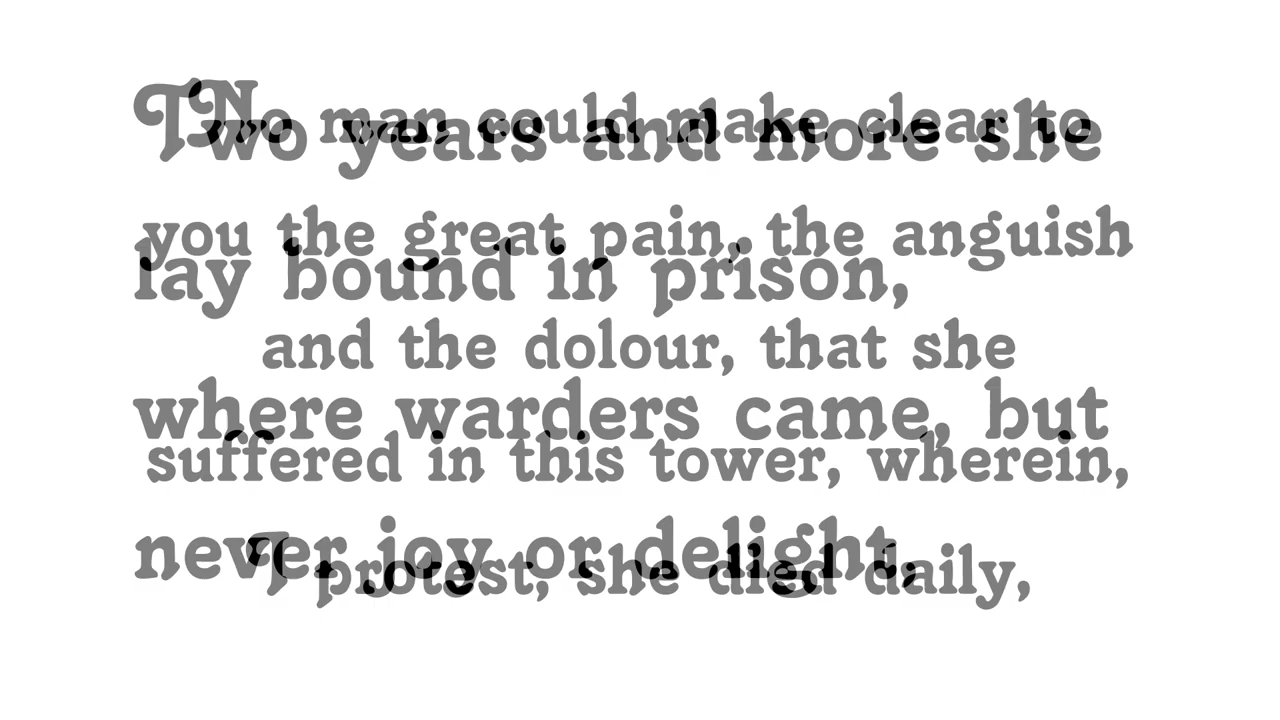 No man could make clear to
you the great pain, the anguish
and the dolour, that she
suffered in this tower, wherein,
I protest, she died daily,
Two years and more she
lay bound in prison,
where warders came, but
never joy or delight,